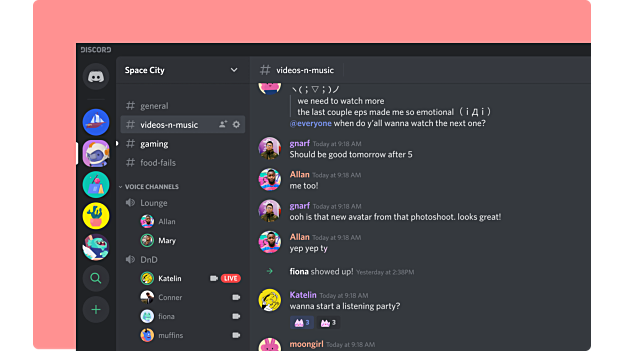 DISCORD
Space City
# general
# videos-n-music
# gaming
# food-fails
VOICE CHANNELS
Lounge
Allan
Mary
DnD
Katelin LIVE
Conner
fiona
muffins
# videos-n-music
ヽ(；▽；)ノ
we need to watch more
the last couple eps made me so emotional （ｉДｉ）
@everyone when do y'all wanna watch the next one?
gnarf Today at 9:18 AM
Should be good tomorrow after 5
Allan Today at 9:18 AM
me too!
gnarf Today at 9:18 AM
ooh is that new avatar from that photoshoot. looks great!
Allan Today at 9:18 AM
yep yep ty
fiona showed up! Yesterday at 2:38PM
Katelin Today at 9:18 AM
wanna start a listening party?
3 3
moongirl Today at 9:18 AM